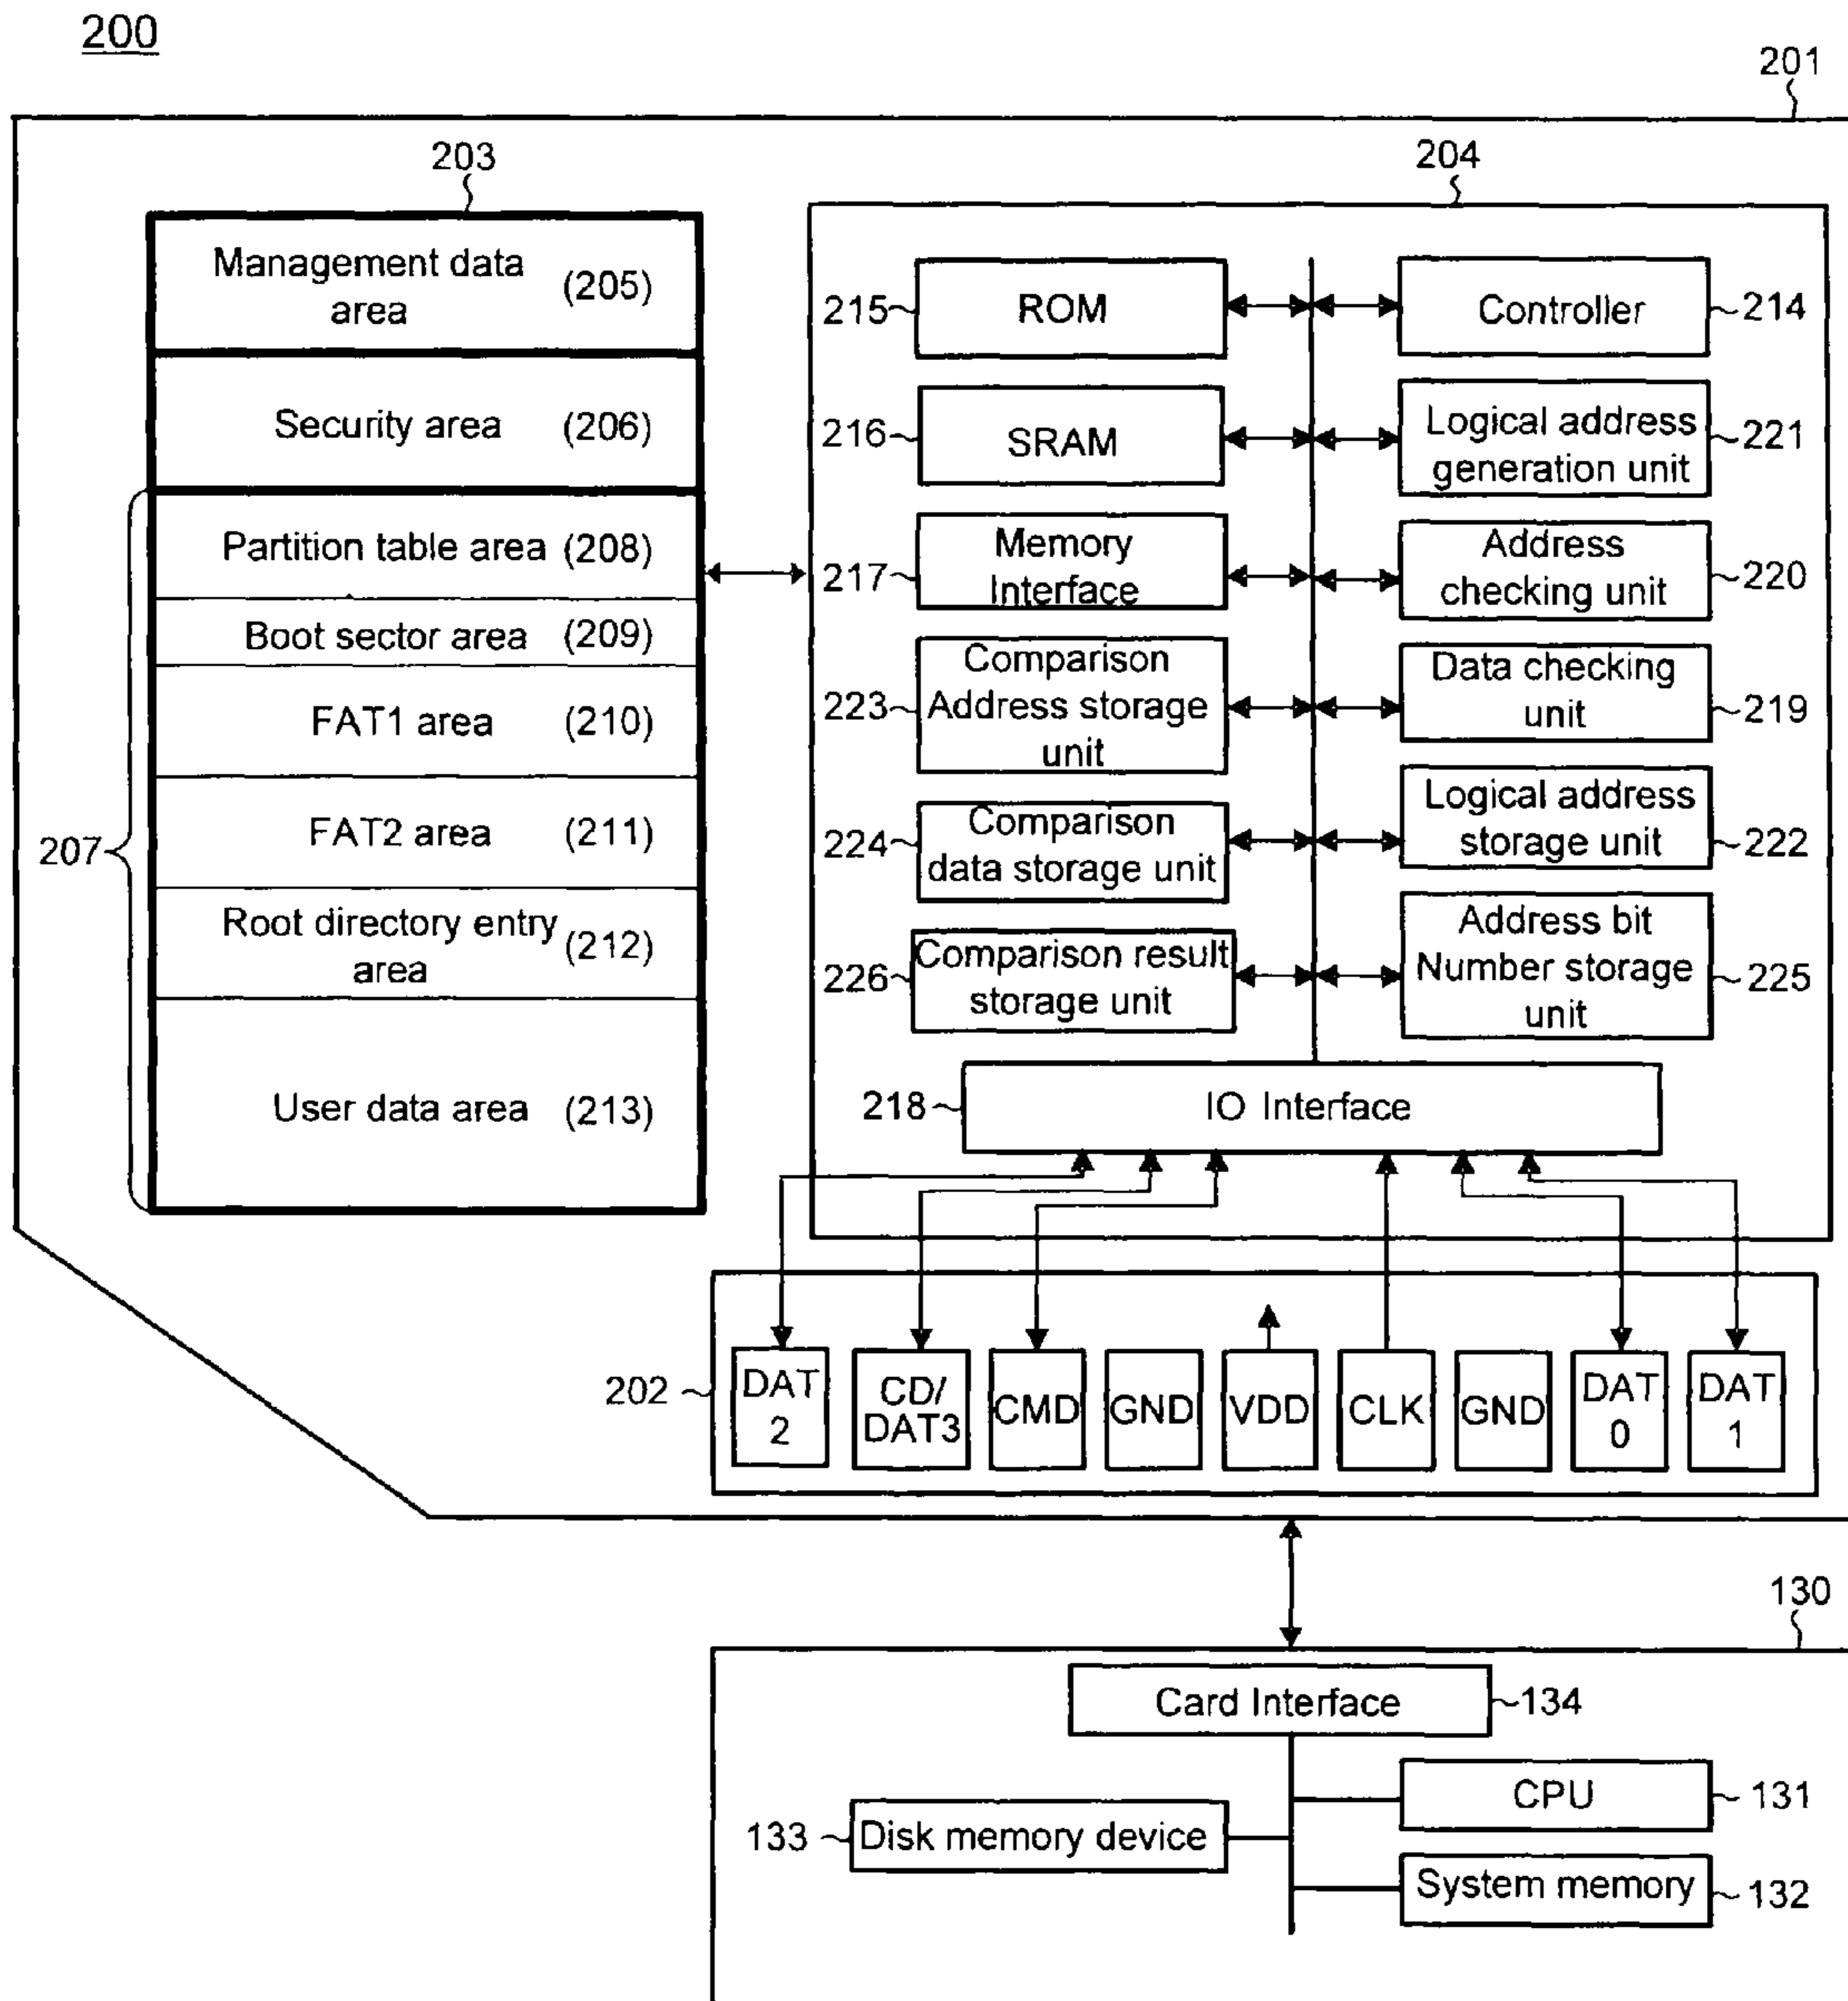 200
201
203
204
Management data
area
(205)
Security area (206)
207
Partition table area (208)
Boot sector area (209)
FAT1 area (210)
FAT2 area (211)
Root directory entry
area
(212)
User data area (213)
215
ROM
Controller
214
216
SRAM
Logical address
generation unit
221
217
Memory
Interface
Address
checking unit
220
223
Comparison
Address storage
unit
Data checking
unit
219
224
Comparison
data storage unit
Logical address
storage unit
222
226
Comparison result
storage unit
Address bit
Number storage
unit
225
218
IO Interface
202
DAT
2
CD/
DAT3
CMD
GND
VDD
CLK
GND
DAT
0
DAT
1
130
Card Interface
134
CPU
131
133
Disk memory device
System memory
132